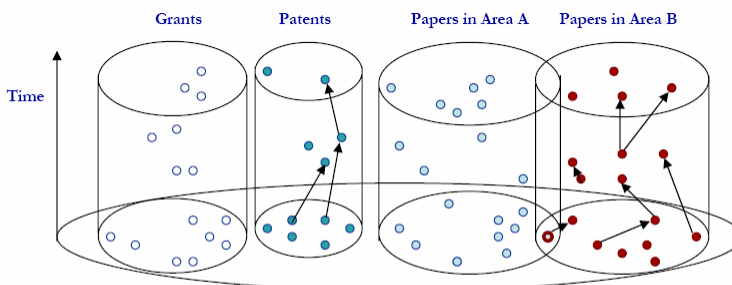 Grants
Patents
Papers in Area A
Papers in Area B
Time